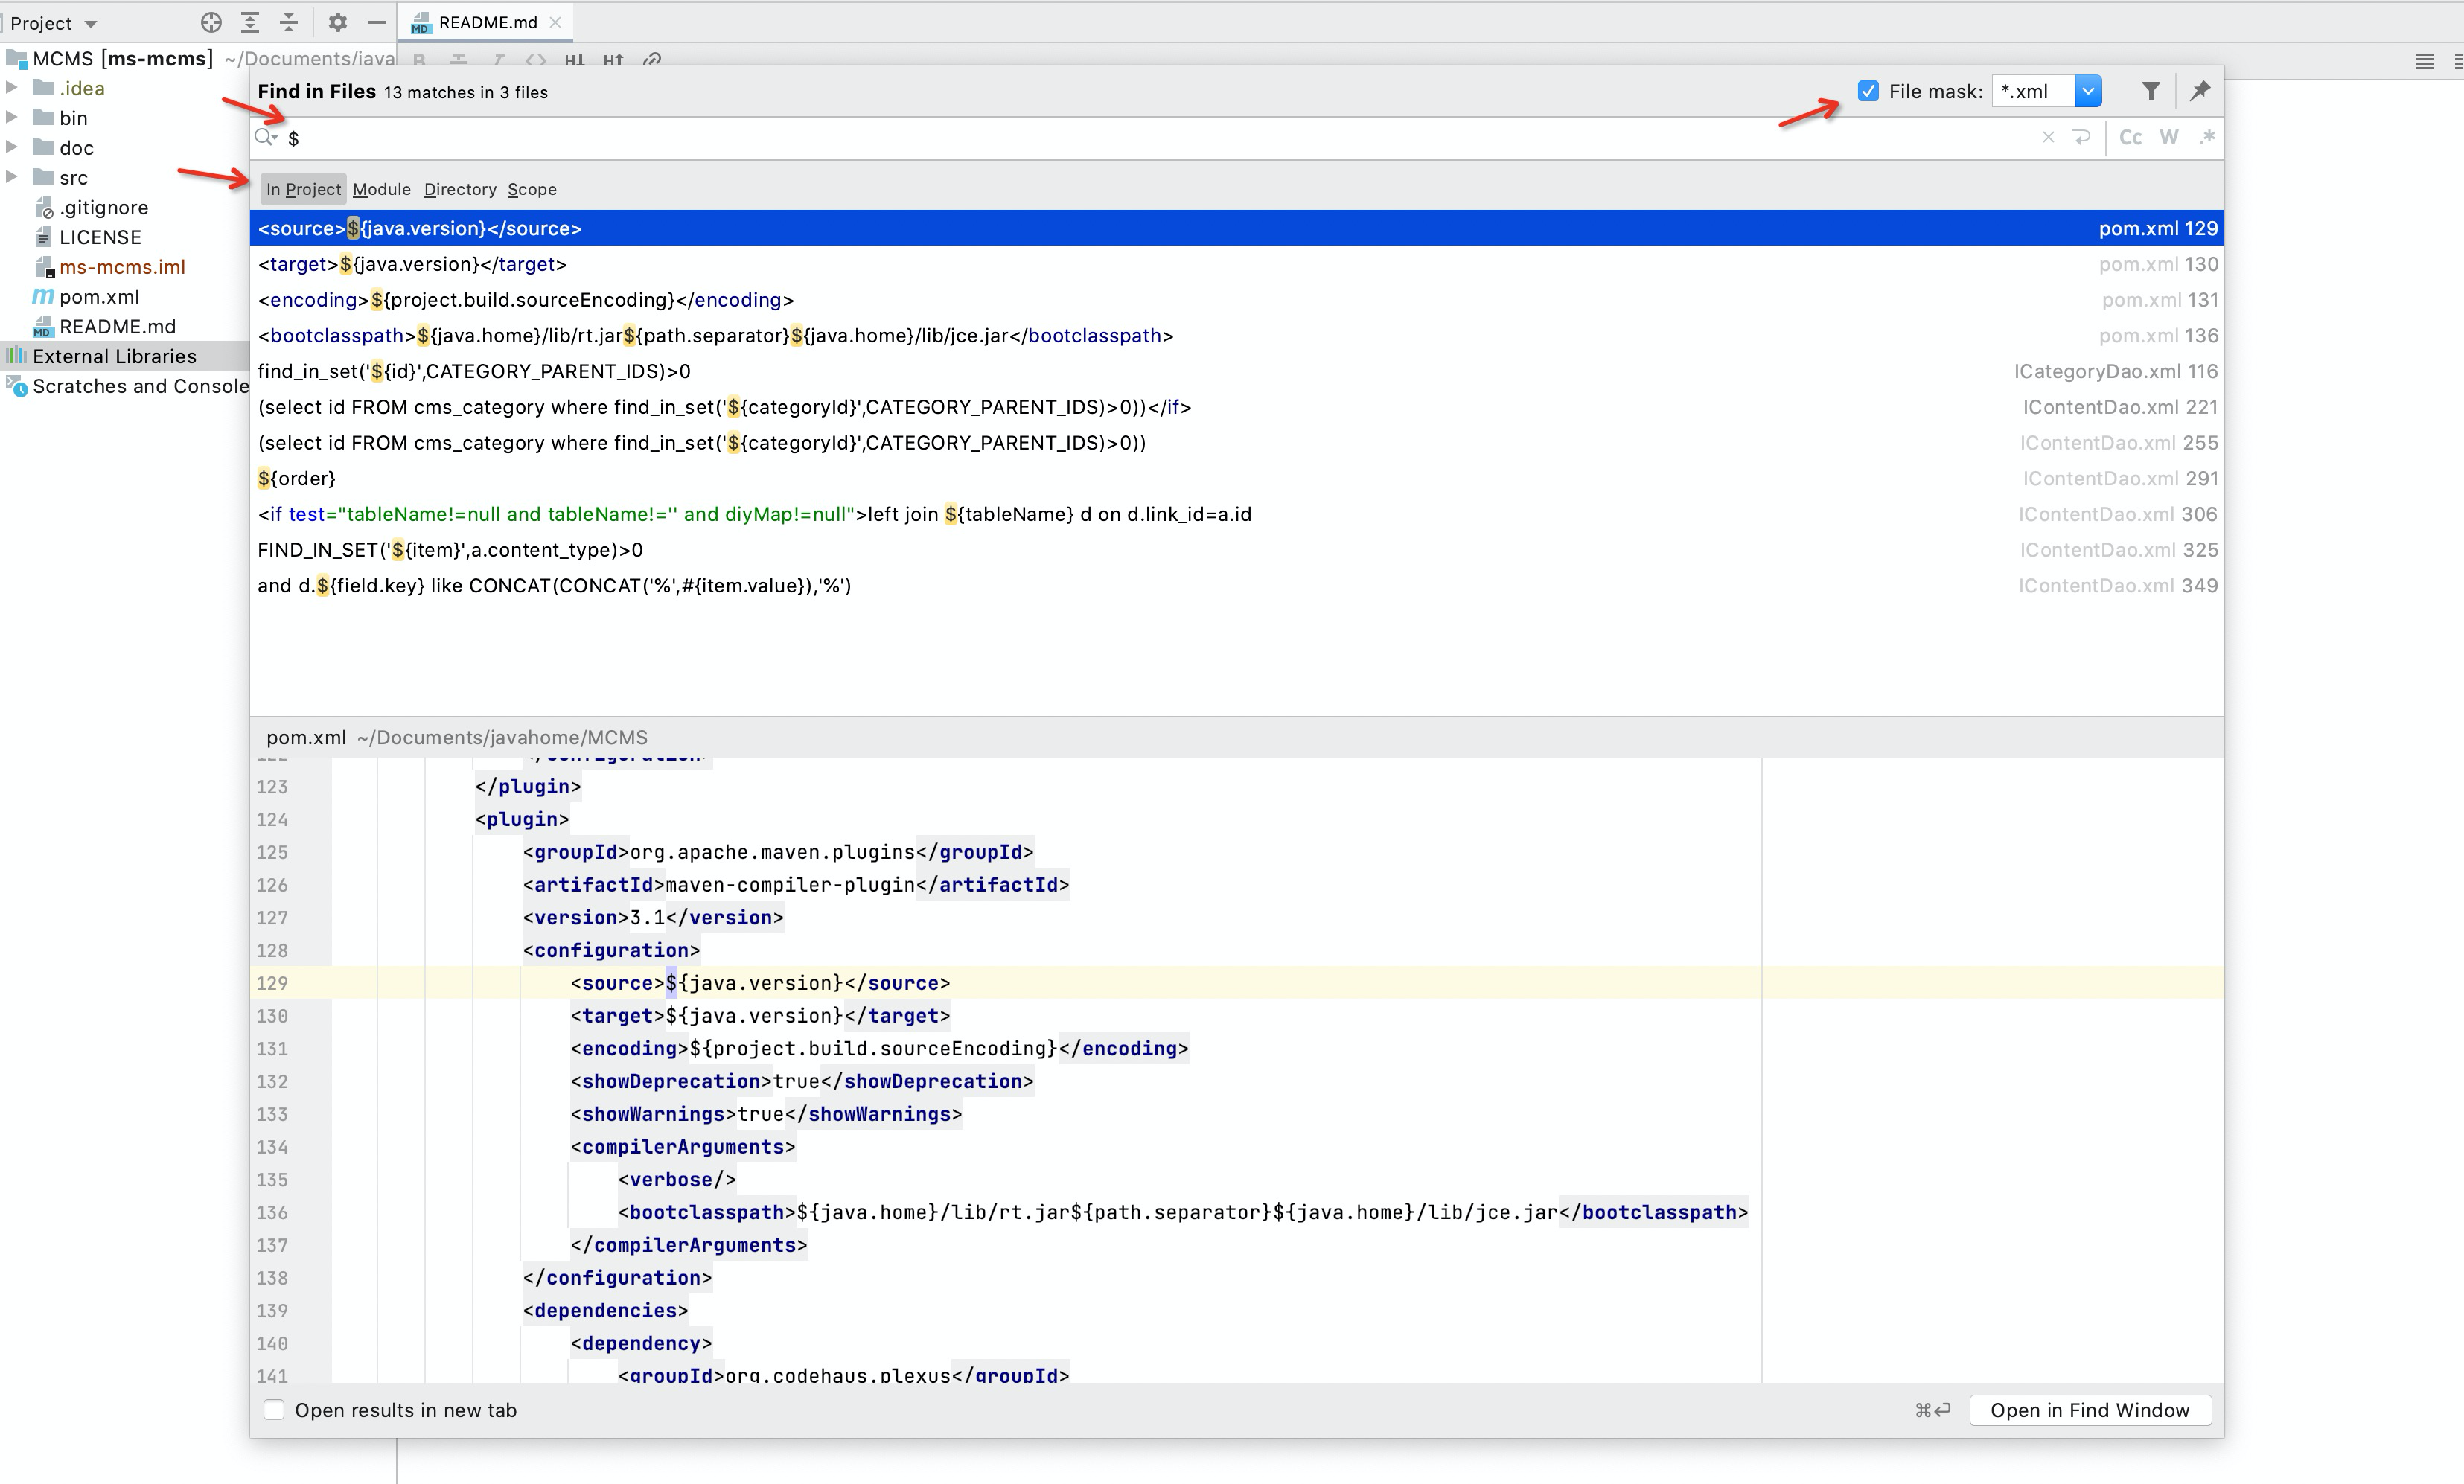 Project
README.md
MCMS [ms-mcms] ~/Documents/java
.idea
bin
doc
src
.gitignore
LICENSE
ms-mcms.iml
pom.xml
README.md
External Libraries
Scratches and Console
Find in Files 13 matches in 3 files
File mask: *.xml
$
Cc W .*
In Project Module Directory Scope
<source>${java.version}</source> pom.xml 129
<target>${java.version}</target> pom.xml 130
<encoding>${project.build.sourceEncoding}</encoding> pom.xml 131
<bootclasspath>${java.home}/lib/rt.jar${path.separator}${java.home}/lib/jce.jar</bootclasspath> pom.xml 136
find_in_set('${id}',CATEGORY_PARENT_IDS)>0 ICategoryDao.xml 116
(select id FROM cms_category where find_in_set('${categoryId}',CATEGORY_PARENT_IDS)>0))</if> IContentDao.xml 221
(select id FROM cms_category where find_in_set('${categoryId}',CATEGORY_PARENT_IDS)>0)) IContentDao.xml 255
${order} IContentDao.xml 291
<if test="tableName!=null and tableName!='' and diyMap!=null">left join ${tableName} d on d.link_id=a.id IContentDao.xml 306
FIND_IN_SET('${item}',a.content_type)>0 IContentDao.xml 325
and d.${field.key} like CONCAT(CONCAT('%',#{item.value}),'%') IContentDao.xml 349
pom.xml ~/Documents/javahome/MCMS
122 </configuration>
123 </plugin>
124 <plugin>
125 <groupId>org.apache.maven.plugins</groupId>
126 <artifactId>maven-compiler-plugin</artifactId>
127 <version>3.1</version>
128 <configuration>
129 <source>${java.version}</source>
130 <target>${java.version}</target>
131 <encoding>${project.build.sourceEncoding}</encoding>
132 <showDeprecation>true</showDeprecation>
133 <showWarnings>true</showWarnings>
134 <compilerArguments>
135 <verbose/>
136 <bootclasspath>${java.home}/lib/rt.jar${path.separator}${java.home}/lib/jce.jar</bootclasspath>
137 </compilerArguments>
138 </configuration>
139 <dependencies>
140 <dependency>
141 <groupId>org.codehaus.plexus</groupId>
Open results in new tab
⌘↩ Open in Find Window